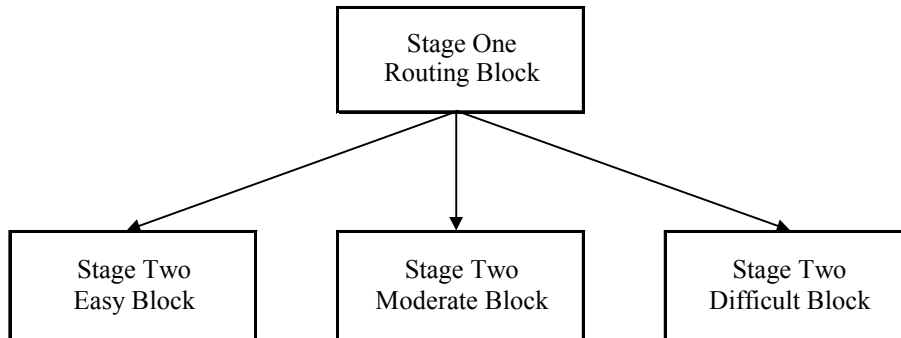 Stage One
Routing Block
Stage Two
Easy Block
Stage Two
Moderate Block
Stage Two
Difficult Block